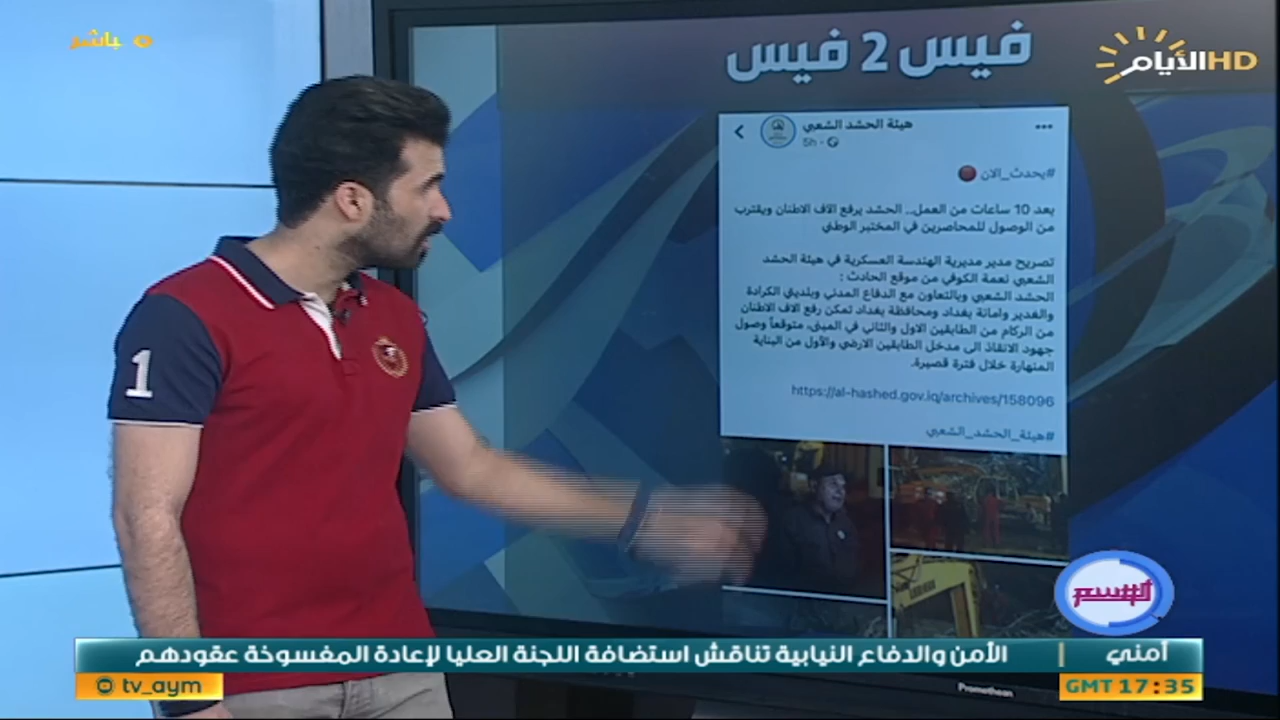 باشر
الأيام HD
فيس 2 فيس
هيئة الحشد الشعبي
5h
#يحدث_الان
بعد 10 ساعات من العمل.. الحشد يرفع الاف الاطنان ويقترب
من الوصول للمحاصرين في المختبر الوطني
تصريح مدير مديرية الهندسة العسكرية في هيئة الحشد
الشعبي نعمة الكوفي من موقع الحادث :
الحشد الشعبي وبالتعاون مع الدفاع المدني وبلديتي الكرادة
والغدير وامانة بغداد ومحافظة بغداد تمكن رفع الاف الاطنان
من الركام من الطابقين الاول والثاني في المبنى، متوقعاً وصول
جهود الانقاذ الى مدخل الطابقين الارضي والأول من البناية
المنهارة خلال فترة قصيرة.
https://al-hashed.gov.iq/archives/158096
#هيئة_الحشد_الشعبي
1
أمني | الأمن والدفاع النيابية تناقش استضافة اللجنة العليا لإعادة المفسوخة عقودهم
tv_aym
GMT 17:35
Promethean